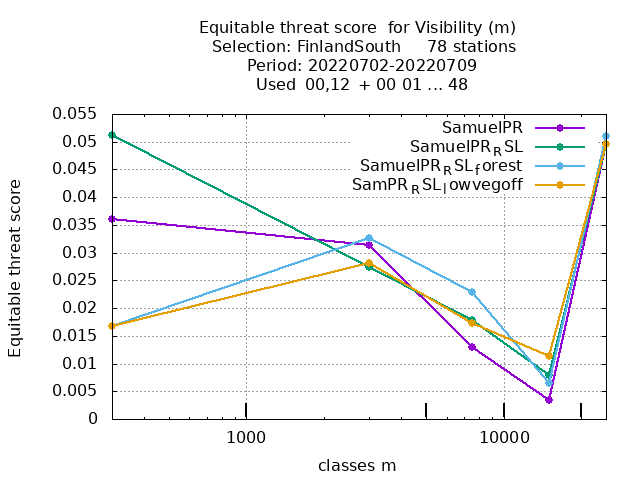 Equitable threat score for Visibility (m)
Selection: FinlandSouth 78 stations
Period: 20220702-20220709
Used 00,12 + 00 01 ... 48
SamuelPR
SamuelPR_RSL
SamuelPR_RSL_forest
SamPR_RSL_lowvegoff
Equitable threat score
0.055
0.05
0.045
0.04
0.035
0.03
0.025
0.02
0.015
0.01
0.005
0
1000 10000
classes m